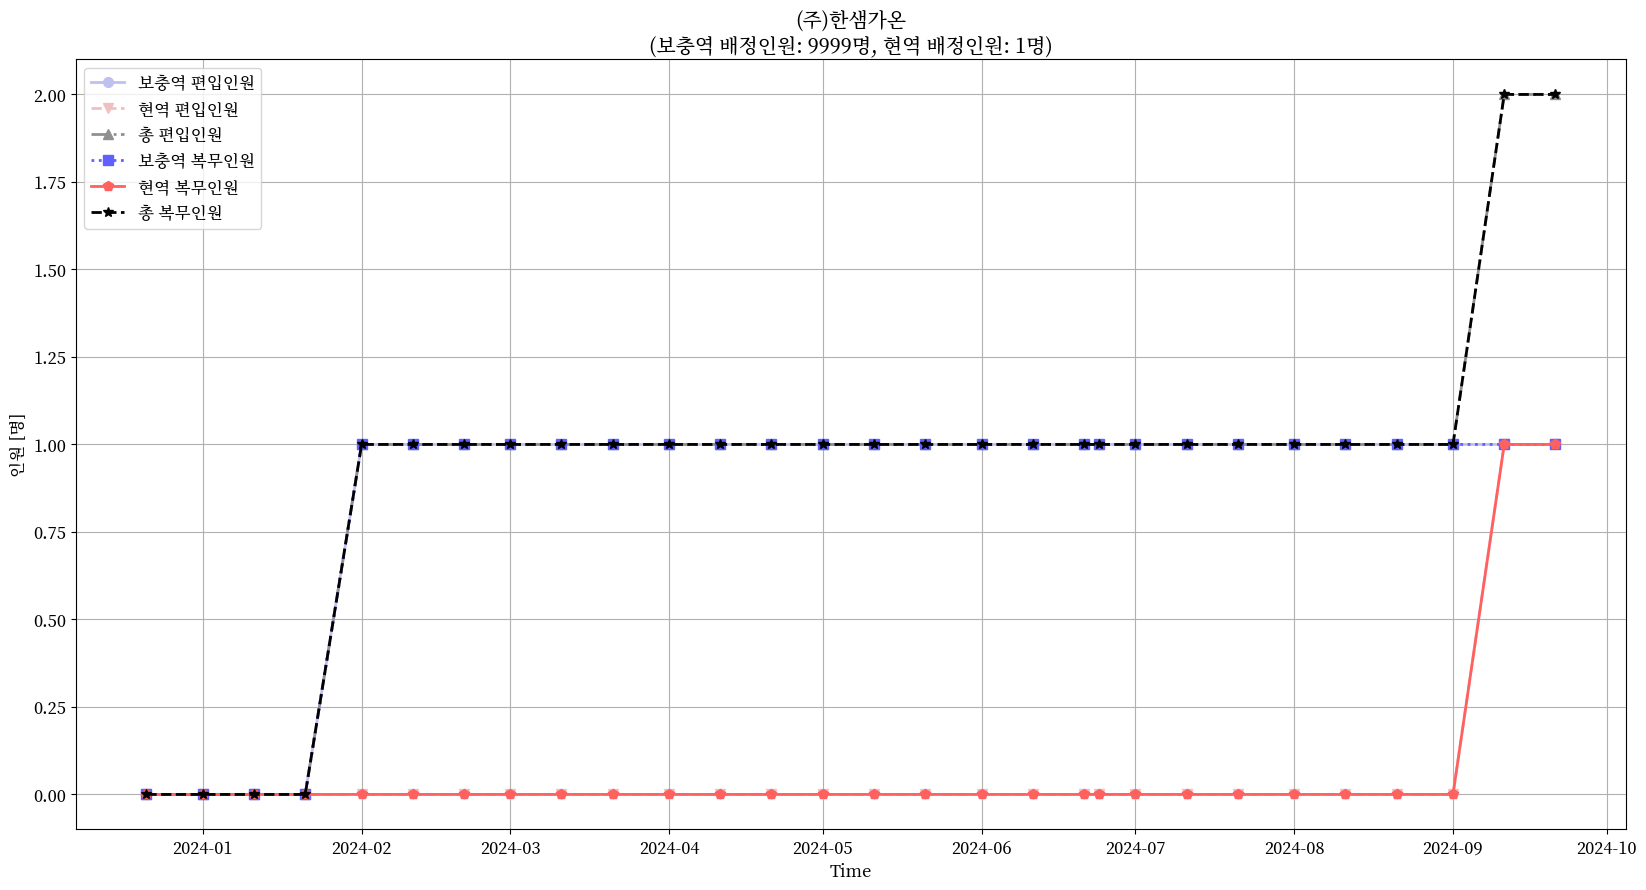 (주)한샘가온
(보충역 배정인원: 9999명, 현역 배정인원: 1명)
보충역 편입인원
현역 편입인원
총 편입인원
보충역 복무인원
현역 복무인원
총 복무인원
2.00
1.75
1.50
1.25
1.00
0.75
0.50
0.25
0.00
인원 [명]
2024-01
2024-02
2024-03
2024-04
2024-05
2024-06
2024-07
2024-08
2024-09
2024-10
Time